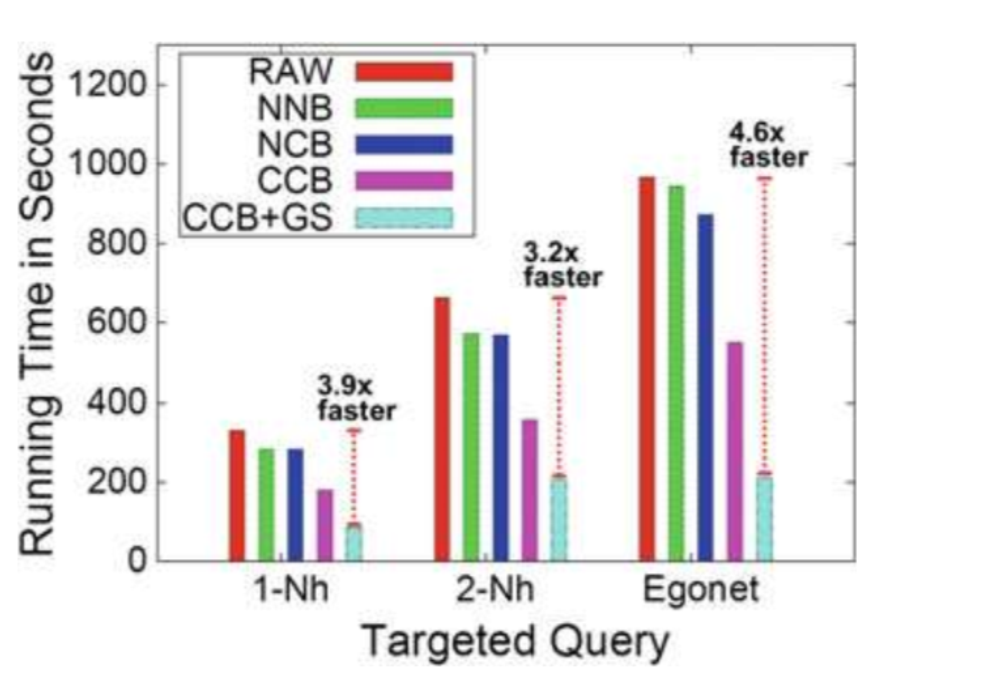 Running Time in Seconds
1200
1000
800
600
400
200
0
RAW
NNB
NCB
CCB
CCB+GS
3.9x
faster
3.2x
faster
4.6x
faster
1-Nh
2-Nh
Egonet
Targeted Query